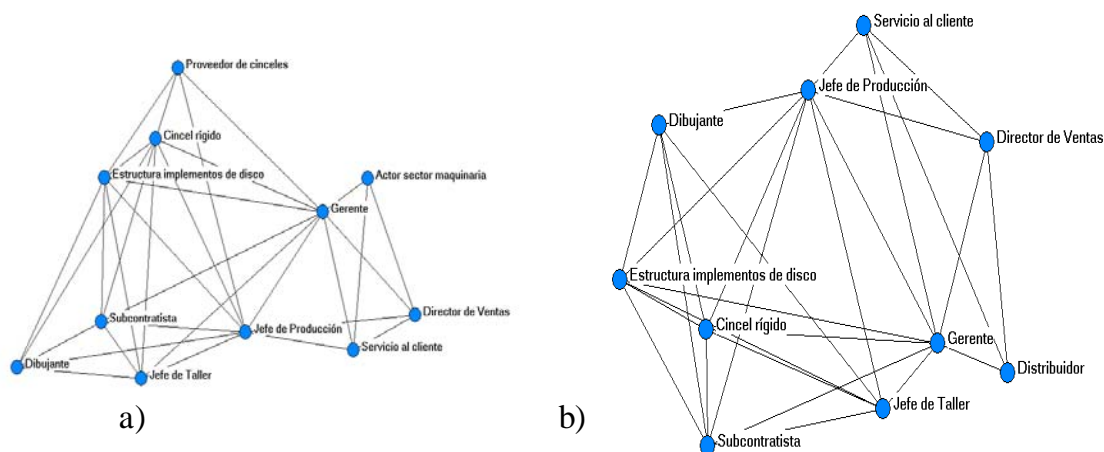 Proveedor de cinceles
Cincel rígido
Estructura implementos de disco
Actor sector maquinaria
Gerente
Subcontratista
Jefe de Producción
Director de Ventas
Servicio al cliente
Dibujante
Jefe de Taller
a)
Servicio al cliente
Jefe de Producción
Dibujante
Director de Ventas
Estructura implementos de disco
Cincel rígido
Gerente
Distribuidor
Jefe de Taller
Subcontratista
b)